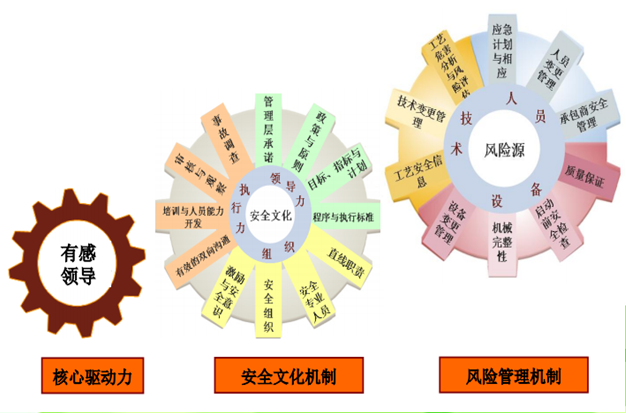 有感
领导
核心驱动力
管理
层承
诺
政策
与原
则
目标、指标与
计划
程序与执行标准
直线职责
安全
专业
人员
安全
组织
激励
与安
全意
识
有效的双向沟通
培训与人员能力
开发
审核与观察
事故
调查
领导力
组织
执行力
安全文化
安全文化机制
应急
计划
与相
应
人员
变更
管理
承包商安全
管理
质量保证
启动
前安
全检
查
机械
完整
性
设备
变更
管理
工艺安全信
息
技术变更管
理
工艺
危害
分析
与风
险评
估
人员
设备
技术
风险源
风险管理机制